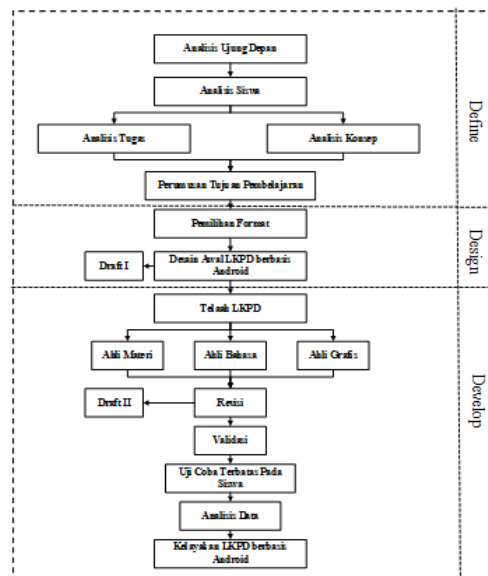 Analisis Ujung Depan
Analisis Siswa
Analisis Tugas
Analisis Konsep
Perumusan Tujuan Pembelajaran
Define
Pemilihan Format
Draft I
Desain Awal LKPD berbasis
Android
Design
Telaah LKPD
Ahli Materi
Ahli Bahasa
Ahli Grafis
Draft II
Revisi
Validasi
Uji Coba Terbatas Pada
Siswa
Analisis Data
Kelayakan LKPD berbasis
Android
Develop